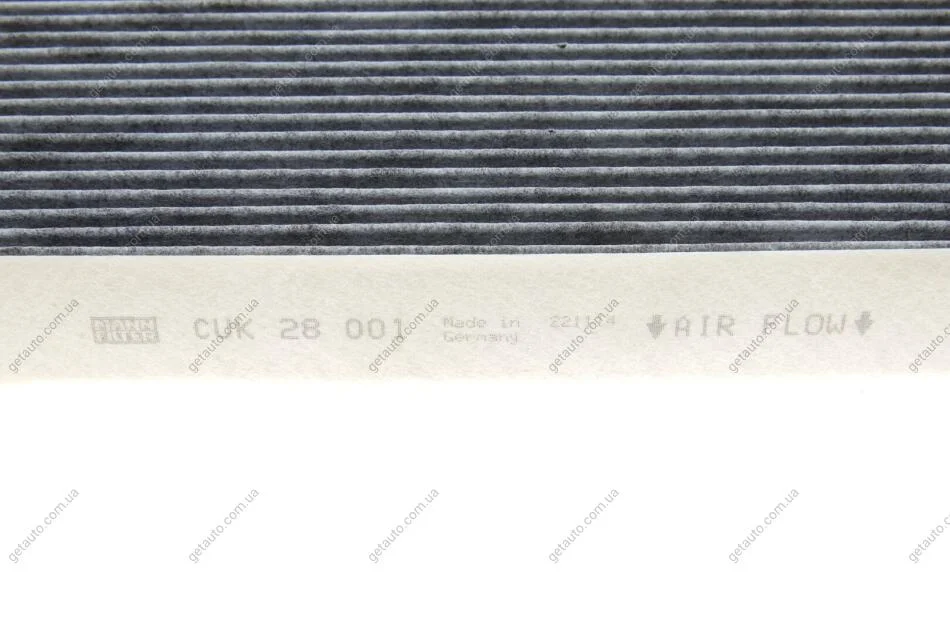 MANN
FILTER
CUK 28 001
Made in
Germany
↓AIR FLOW↓
getauto.com.ua